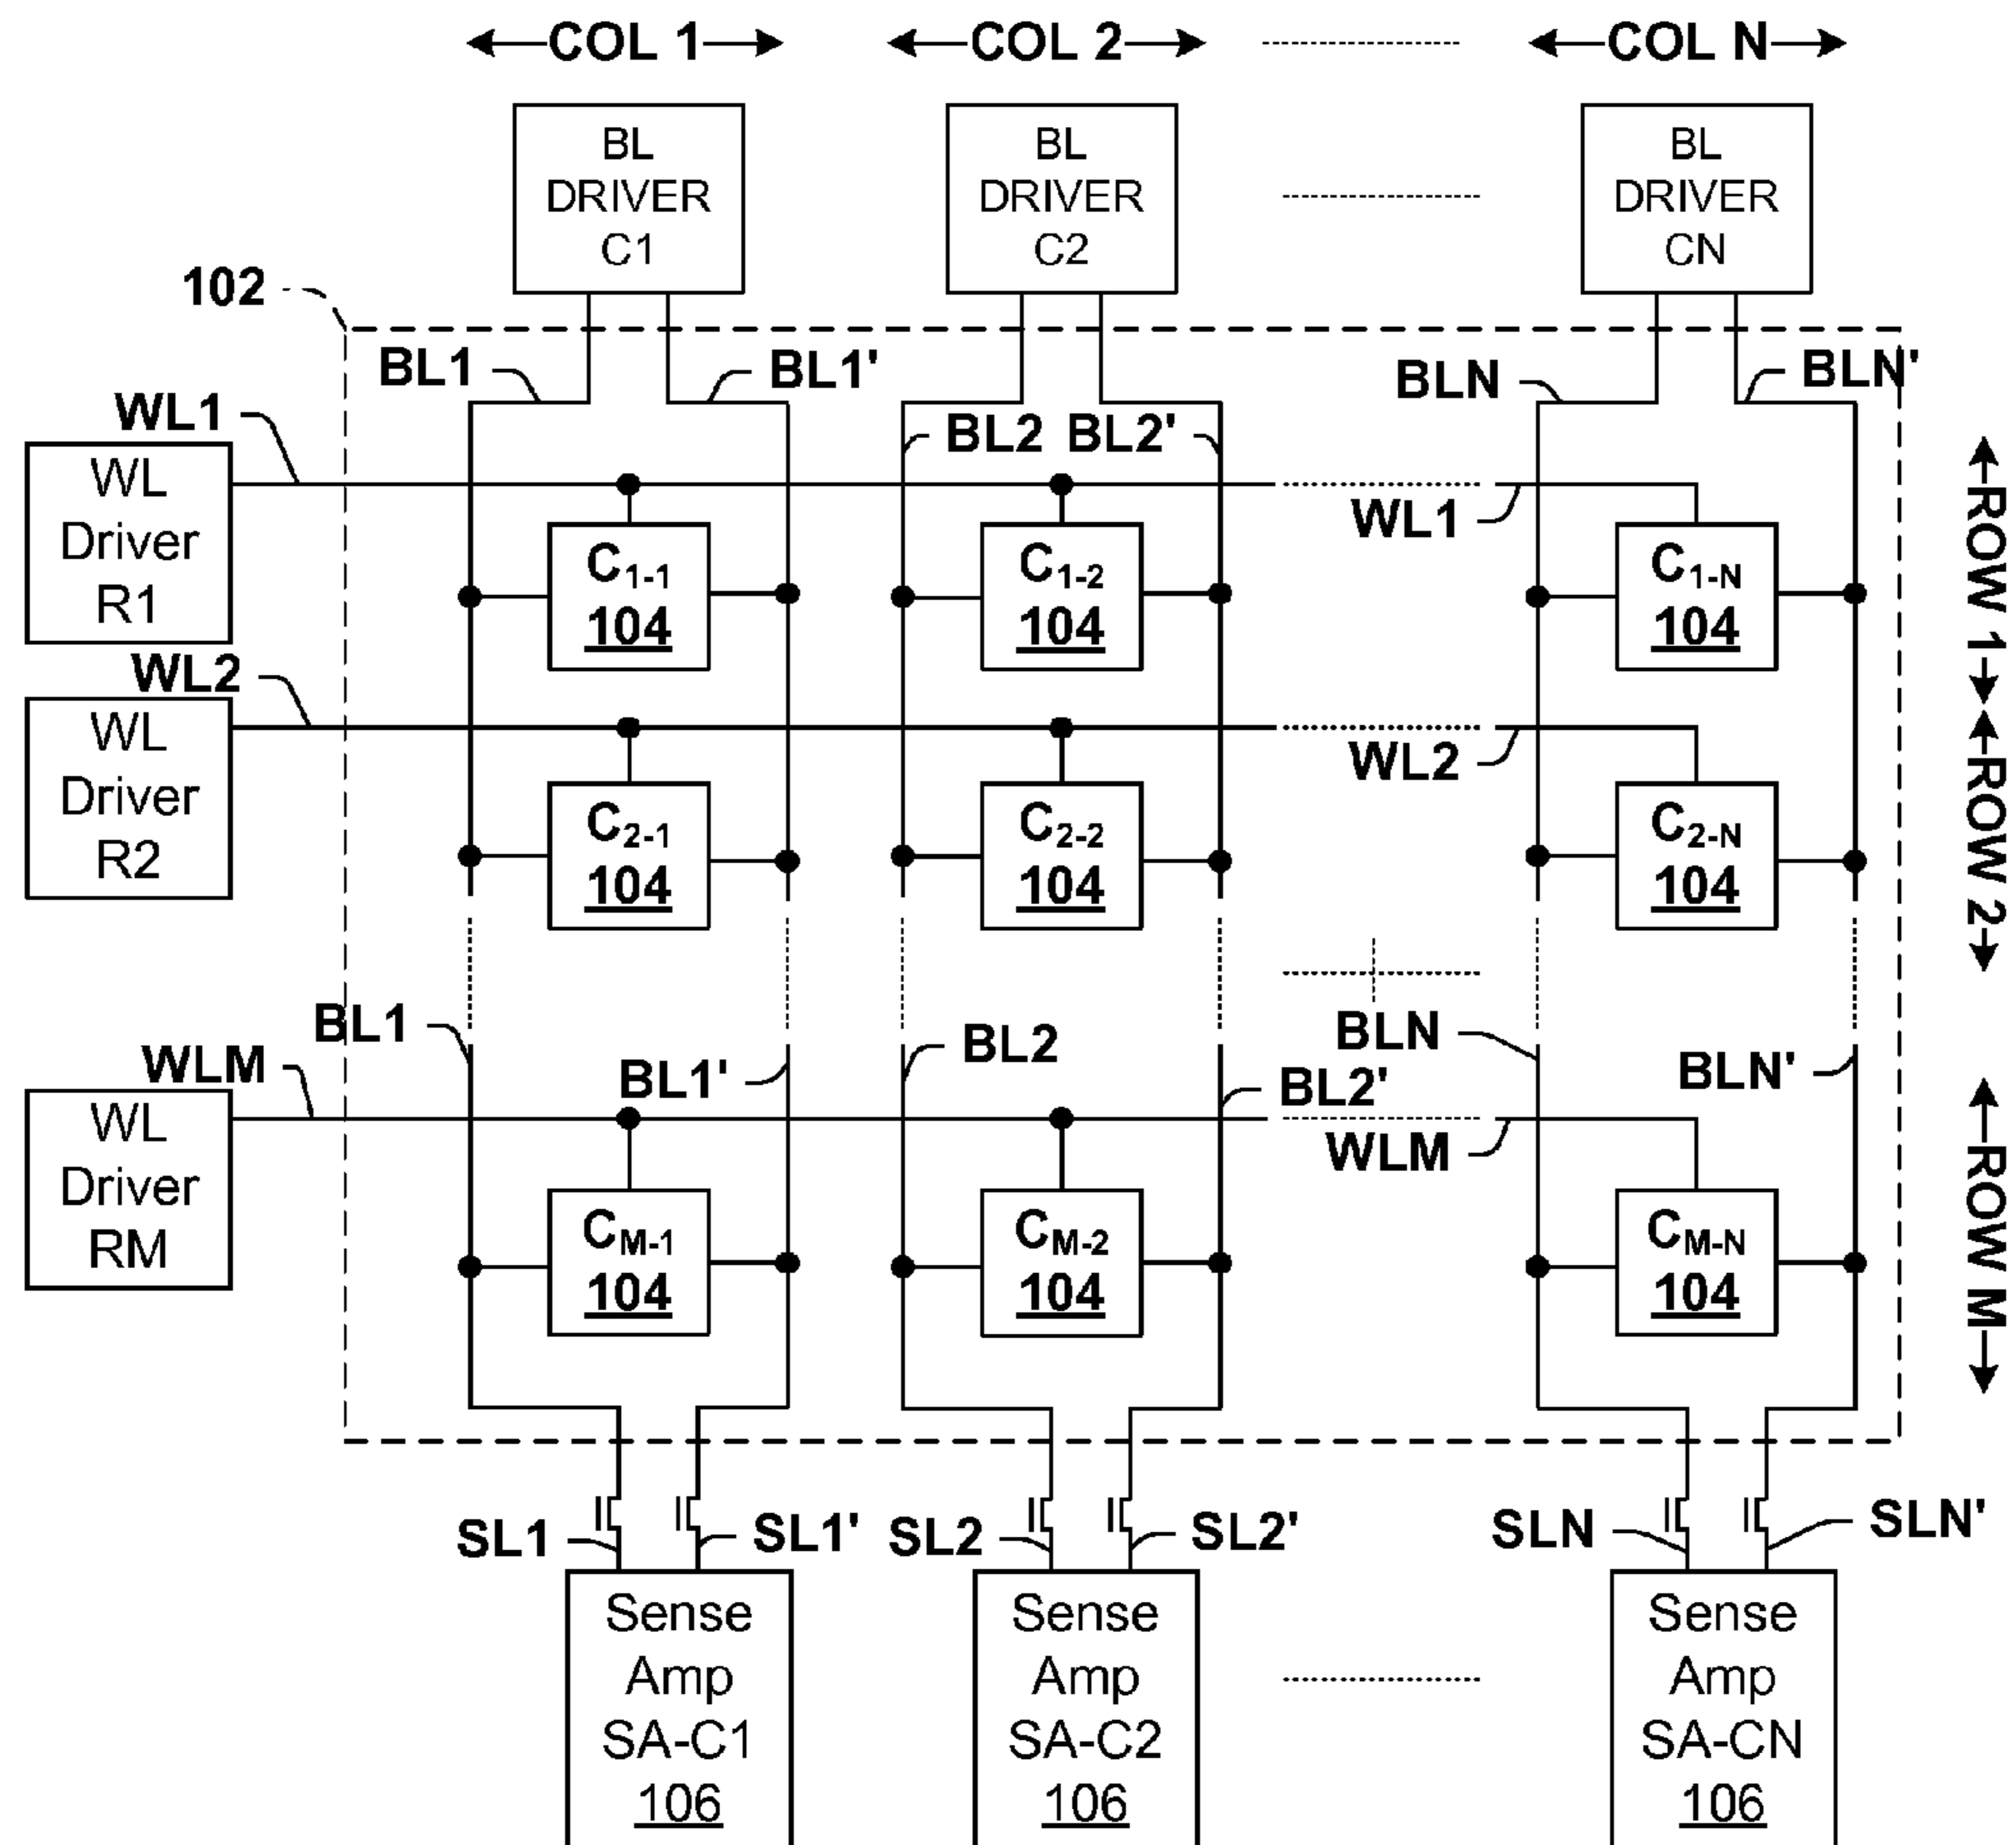 COL 1 COL 2 COL N
BL
DRIVER
C1
BL
DRIVER
C2
BL
DRIVER
CN
102
BL1 BL1' BLN BLN'
WL1
BL2 BL2'
WL
Driver
R1
WL1
C1-1
104
C1-2
104
C1-N
104
ROW 1
WL2
WL
Driver
R2
WL2
C2-1
104
C2-2
104
C2-N
104
ROW 2
BL1 BL1' BL2 BL2' BLN BLN'
WLM
WL
Driver
RM
WLM
CM-1
104
CM-2
104
CM-N
104
ROW M
SL1 SL1' SL2 SL2' SLN SLN'
Sense
Amp
SA-C1
106
Sense
Amp
SA-C2
106
Sense
Amp
SA-CN
106